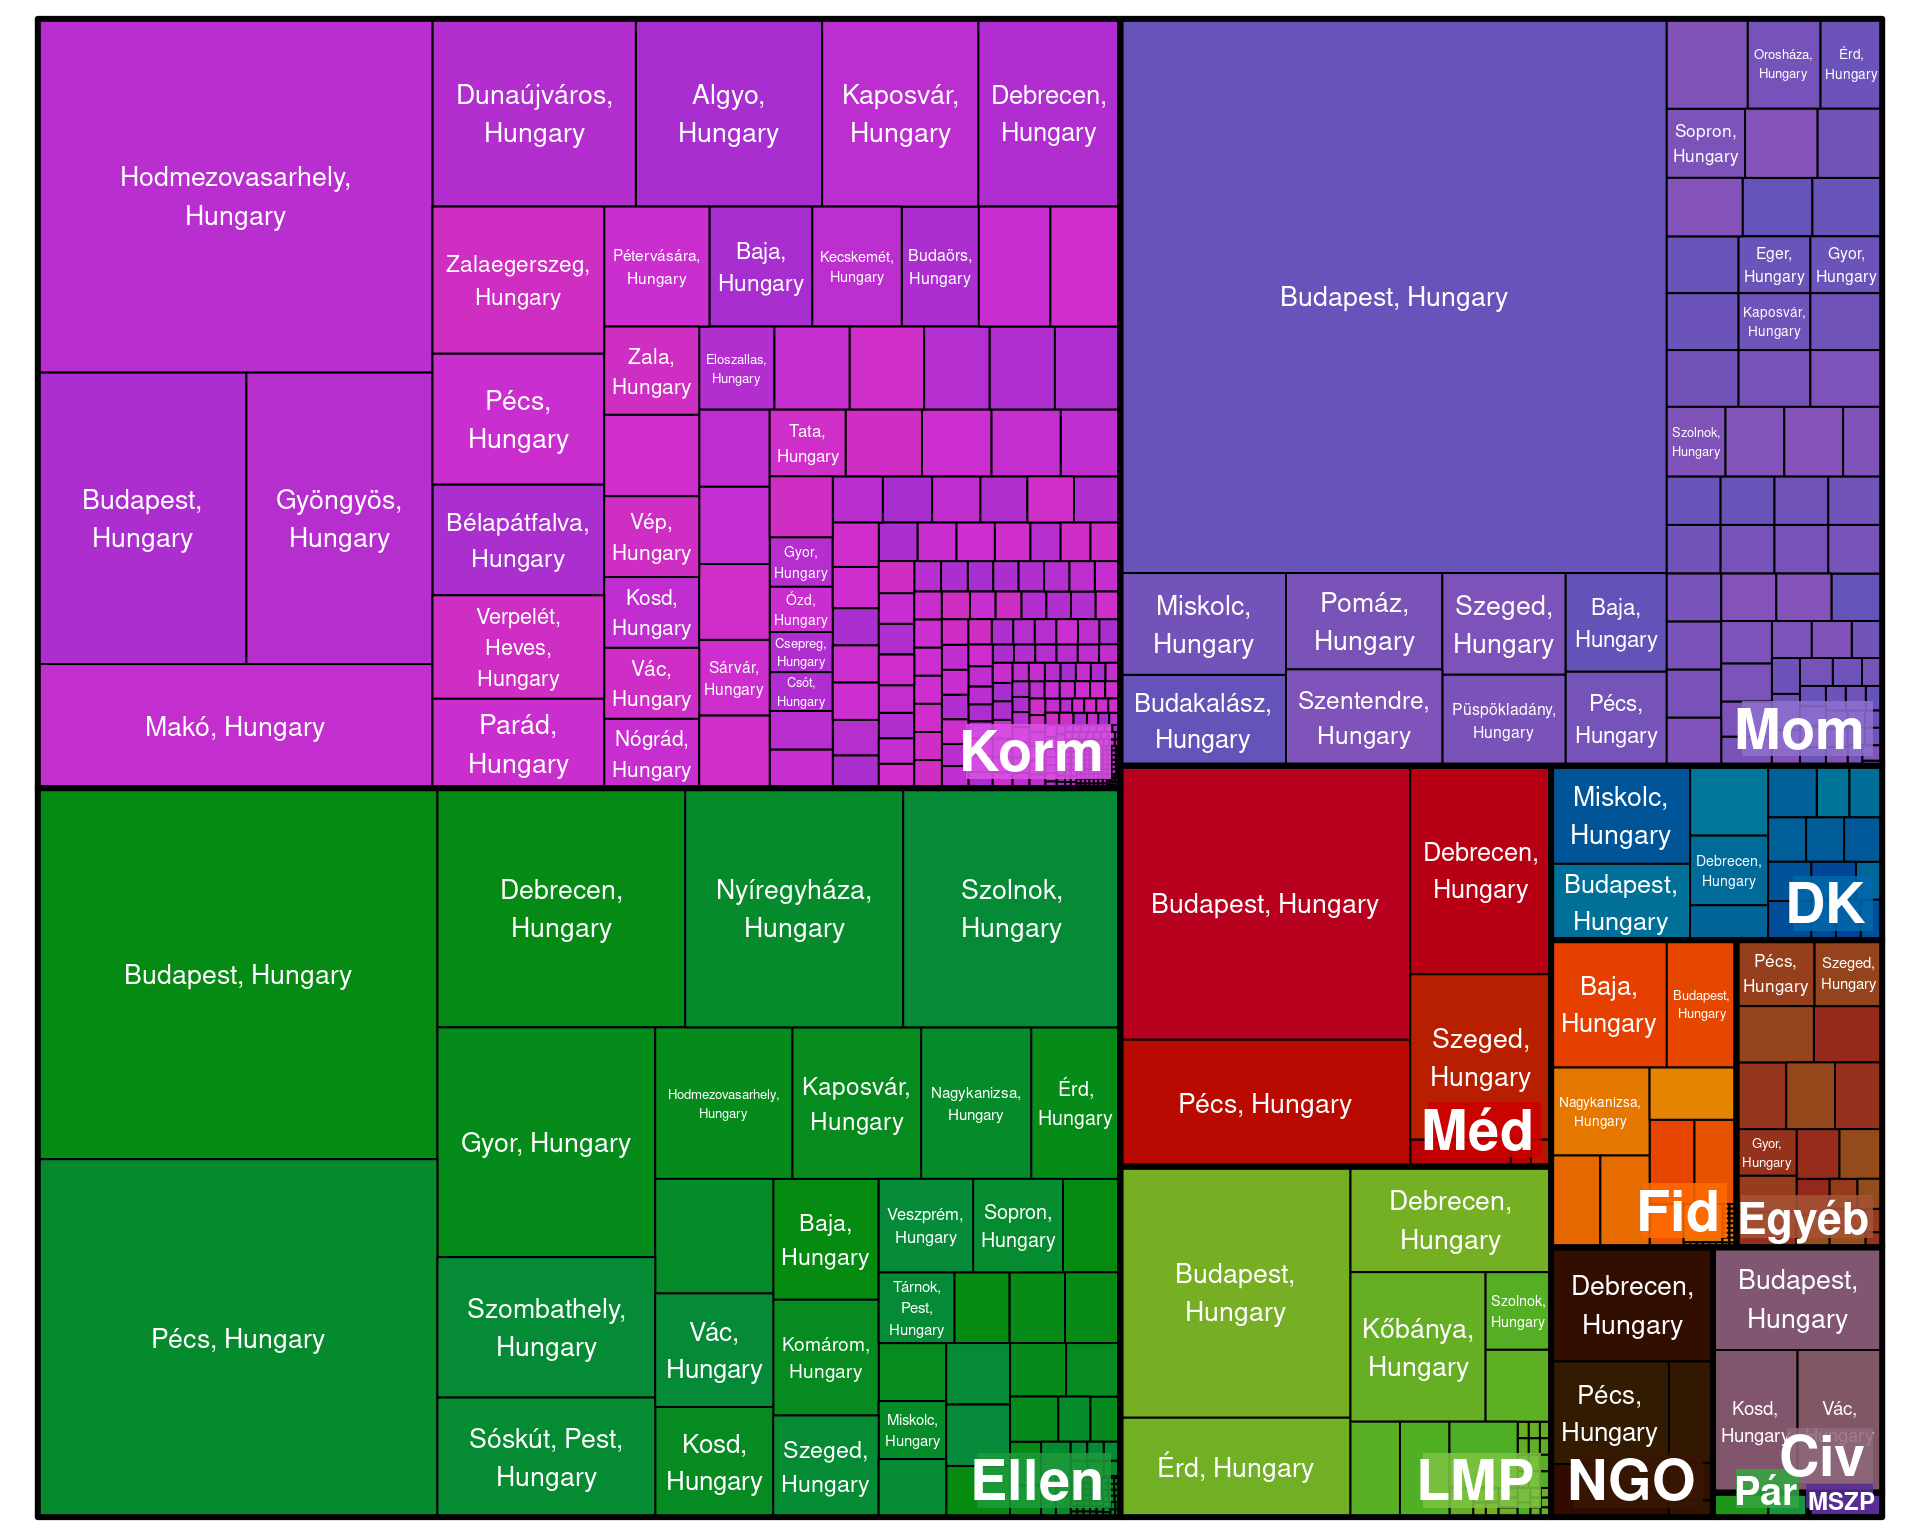 Hodmezovasarhely,
Hungary
Budapest,
Hungary
Gyöngyös,
Hungary
Makó, Hungary
Dunaújváros,
Hungary
Algyo,
Hungary
Kaposvár,
Hungary
Debrecen,
Hungary
Zalaegerszeg,
Hungary
Pétervására,
Hungary
Baja,
Hungary
Kecskemét,
Hungary
Budaörs,
Hungary
Pécs,
Hungary
Zala,
Hungary
Eloszallas,
Hungary
Tata,
Hungary
Bélapátfalva,
Hungary
Vép,
Hungary
Gyor,
Hungary
Verpelét,
Heves,
Hungary
Kosd,
Hungary
Ózd,
Hungary
Csepreg,
Hungary
Vác,
Hungary
Sárvár,
Hungary
Csót,
Hungary
Parád,
Hungary
Nógrád,
Hungary
Korm
Budapest, Hungary
Orosháza,
Hungary
Érd,
Hungary
Sopron,
Hungary
Eger,
Hungary
Gyor,
Hungary
Kaposvár,
Hungary
Szolnok,
Hungary
Miskolc,
Hungary
Pomáz,
Hungary
Szeged,
Hungary
Baja,
Hungary
Budakalász,
Hungary
Szentendre,
Hungary
Püspökladány,
Hungary
Pécs,
Hungary
Mom
Budapest, Hungary
Pécs, Hungary
Debrecen,
Hungary
Nyíregyháza,
Hungary
Szolnok,
Hungary
Gyor, Hungary
Hodmezovasarhely,
Hungary
Kaposvár,
Hungary
Nagykanizsa,
Hungary
Érd,
Hungary
Szombathely,
Hungary
Sóskút, Pest,
Hungary
Vác,
Hungary
Kosd,
Hungary
Baja,
Hungary
Komárom,
Hungary
Szeged,
Hungary
Veszprém,
Hungary
Sopron,
Hungary
Tárnok,
Pest,
Hungary
Miskolc,
Hungary
Ellen
Budapest, Hungary
Debrecen,
Hungary
Pécs, Hungary
Szeged,
Hungary
Méd
Miskolc,
Hungary
Budapest,
Hungary
Debrecen,
Hungary
DK
Baja,
Hungary
Budapest,
Hungary
Nagykanizsa,
Hungary
Fid
Pécs,
Hungary
Szeged,
Hungary
Gyor,
Hungary
Egyéb
Budapest,
Hungary
Érd, Hungary
Debrecen,
Hungary
Kőbánya,
Hungary
Szolnok,
Hungary
LMP
Debrecen,
Hungary
Pécs,
Hungary
NGO
Budapest,
Hungary
Kosd,
Hungary
Vác,
Hungary
Civ
Pár
MSZP